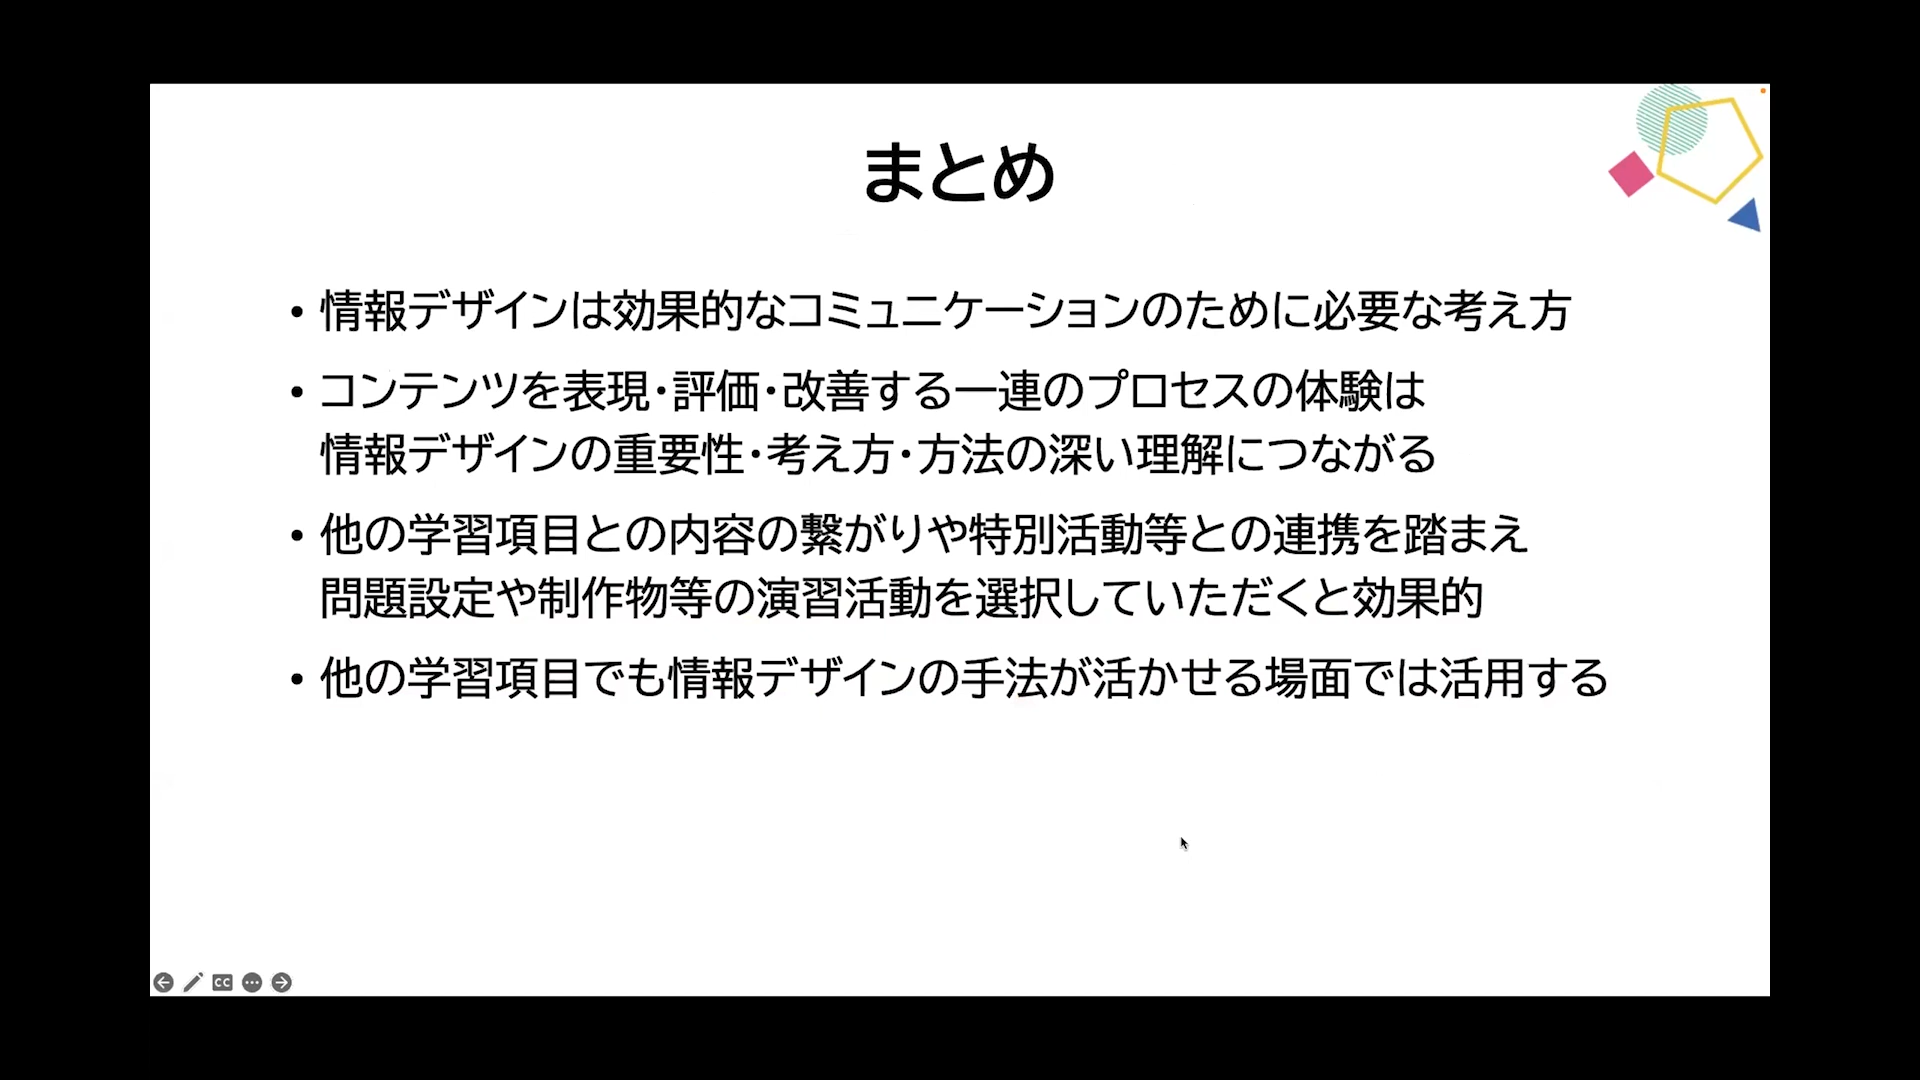 まとめ
• 情報デザインは効果的なコミュニケーションのために必要な考え方
• コンテンツを表現・評価・改善する一連のプロセスの体験は
情報デザインの重要性・考え方・方法の深い理解につながる
• 他の学習項目との内容の繋がりや特別活動等との連携を踏まえ
問題設定や制作物等の演習活動を選択していただくと効果的
• 他の学習項目でも情報デザインの手法が活かせる場面では活用する
CC